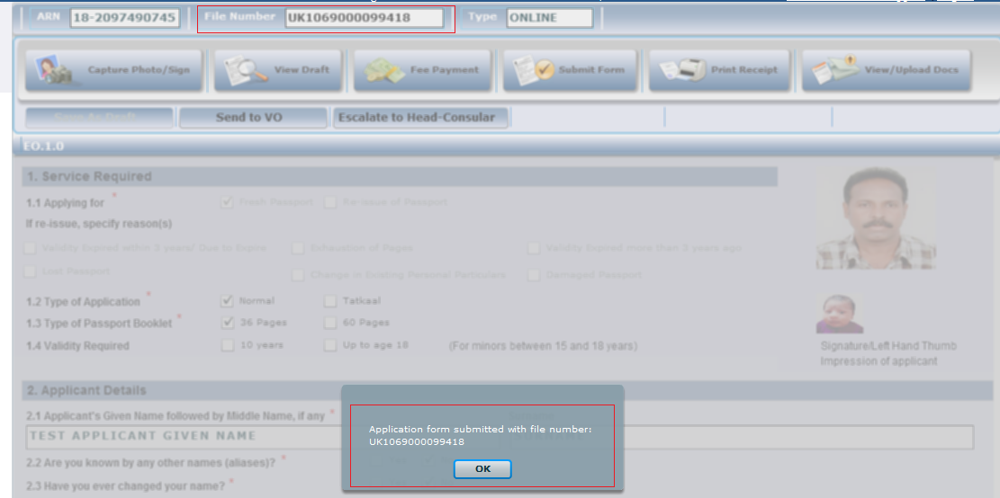 ARN 18-2097490745 File Number UK1069000099418 Type ONLINE
Capture Photo/Sign View Draft Fee Payment Submit Form Print Receipt View/Upload Docs
Save As Draft Send to VO Escalate to Head-Consular
EO.1.0
1. Service Required
1.1 Applying for * Fresh Passport Re-issue of Passport
If re-issue, specify reason(s)
Validity Expired within 3 years/ Due to Expire Exhaustion of Pages Validity Expired more than 3 years ago
Lost Passport Change in Existing Personal Particulars Damaged Passport
1.2 Type of Application * Normal Tatkaal
1.3 Type of Passport Booklet * 36 Pages 60 Pages
1.4 Validity Required 10 years Up to age 18 (For minors between 15 and 18 years)
Signature/Left Hand Thumb
Impression of applicant
2. Applicant Details
2.1 Applicant's Given Name followed by Middle Name, if any *
TEST APPLICANT GIVEN NAME
2.2 Are you known by any other names (aliases)? *
2.3 Have you ever changed your name? *
Application form submitted with file number:
UK1069000099418
OK